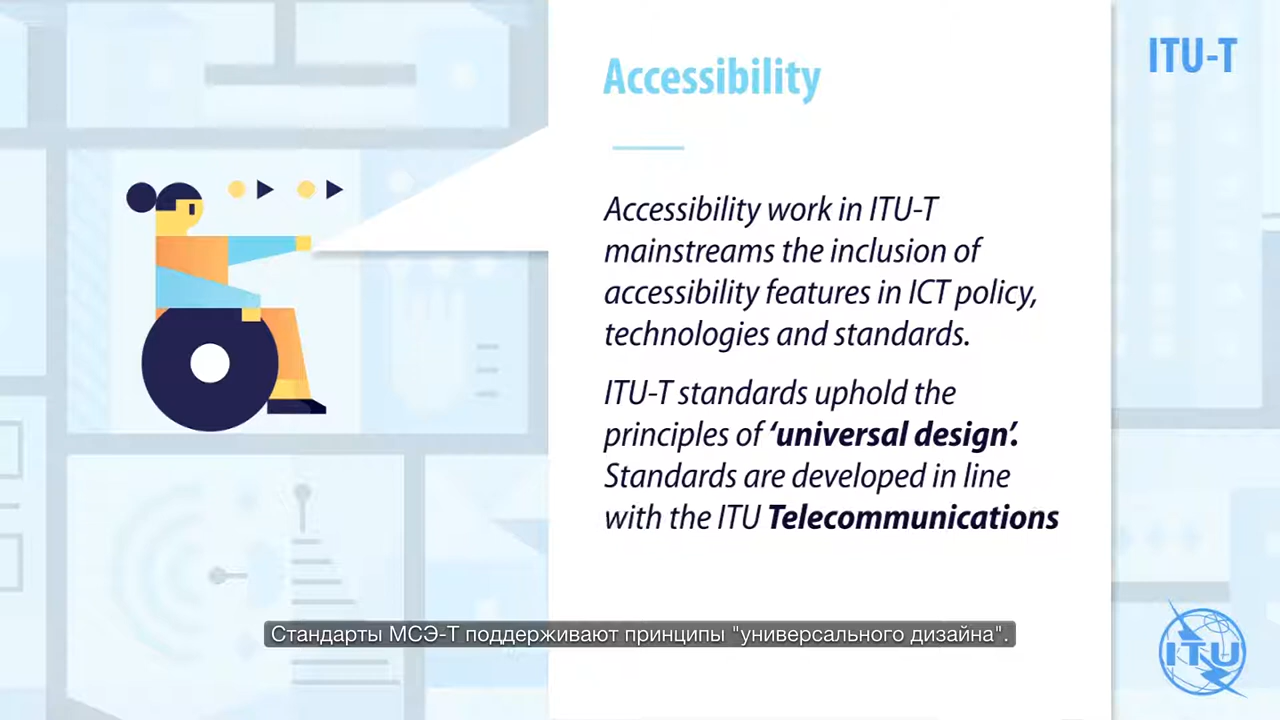 Accessibility
ITU-T
Accessibility work in ITU-T
mainstreams the inclusion of
accessibility features in ICT policy,
technologies and standards.
ITU-T standards uphold the
principles of ‘universal design’.
Standards are developed in line
with the ITU Telecommunications
Стандарты МСЭ-Т поддерживают принципы "универсального дизайна".
ITU